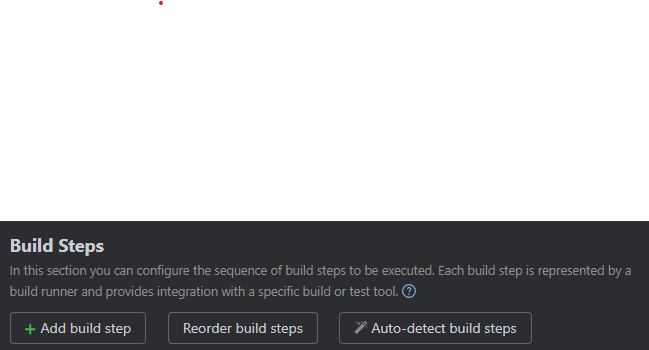 Build Steps
In this section you can configure the sequence of build steps to be executed. Each build step is represented by a
build runner and provides integration with a specific build or test tool. ?
+ Add build step Reorder build steps Auto-detect build steps